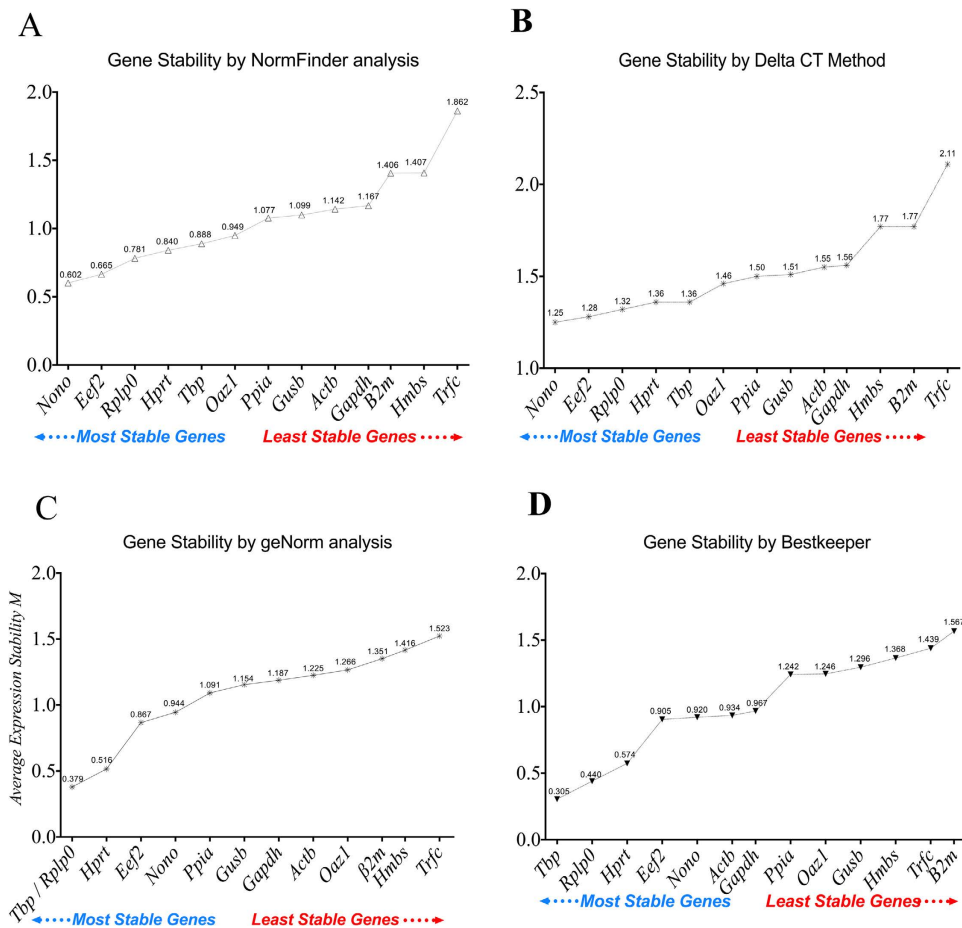 A
Gene Stability by NormFinder analysis
2.0
1.5
1.0
0.5
0.0
0.602
0.665
0.781
0.840
0.888
0.949
1.077
1.099
1.142
1.167
1.406
1.407
1.862
Nono
Eef2
Rplp0
Hprt
Tbp
Oaz1
Ppia
Gusb
Actb
Gapdh
B2m
Hmbs
Trfc
Most Stable Genes
Least Stable Genes
B
Gene Stability by Delta CT Method
2.5
2.0
1.5
1.0
1.25
1.28
1.32
1.36
1.36
1.46
1.50
1.51
1.55
1.56
1.77
1.77
2.11
Nono
Eef2
Rplp0
Hprt
Tbp
Oaz1
Ppia
Gusb
Actb
Gapdh
Hmbs
B2m
Trfc
Most Stable Genes
Least Stable Genes
C
Gene Stability by geNorm analysis
Average Expression Stability M
2.0
1.5
1.0
0.5
0.0
0.379
0.516
0.867
0.944
1.091
1.154
1.187
1.225
1.266
1.351
1.416
1.523
Tbp / Rplp0
Hprt
Eef2
Nono
Ppia
Gusb
Gapdh
Actb
Oaz1
β2m
Hmbs
Trfc
Most Stable Genes
Least Stable Genes
D
Gene Stability by Bestkeeper
2.0
1.5
1.0
0.5
0.0
0.305
0.440
0.574
0.905
0.920
0.934
0.967
1.242
1.246
1.296
1.368
1.439
1.567
Tbp
Rplp0
Hprt
Eef2
Nono
Actb
Gapdh
Ppia
Oaz1
Gusb
Hmbs
Trfc
B2m
Most Stable Genes
Least Stable Genes